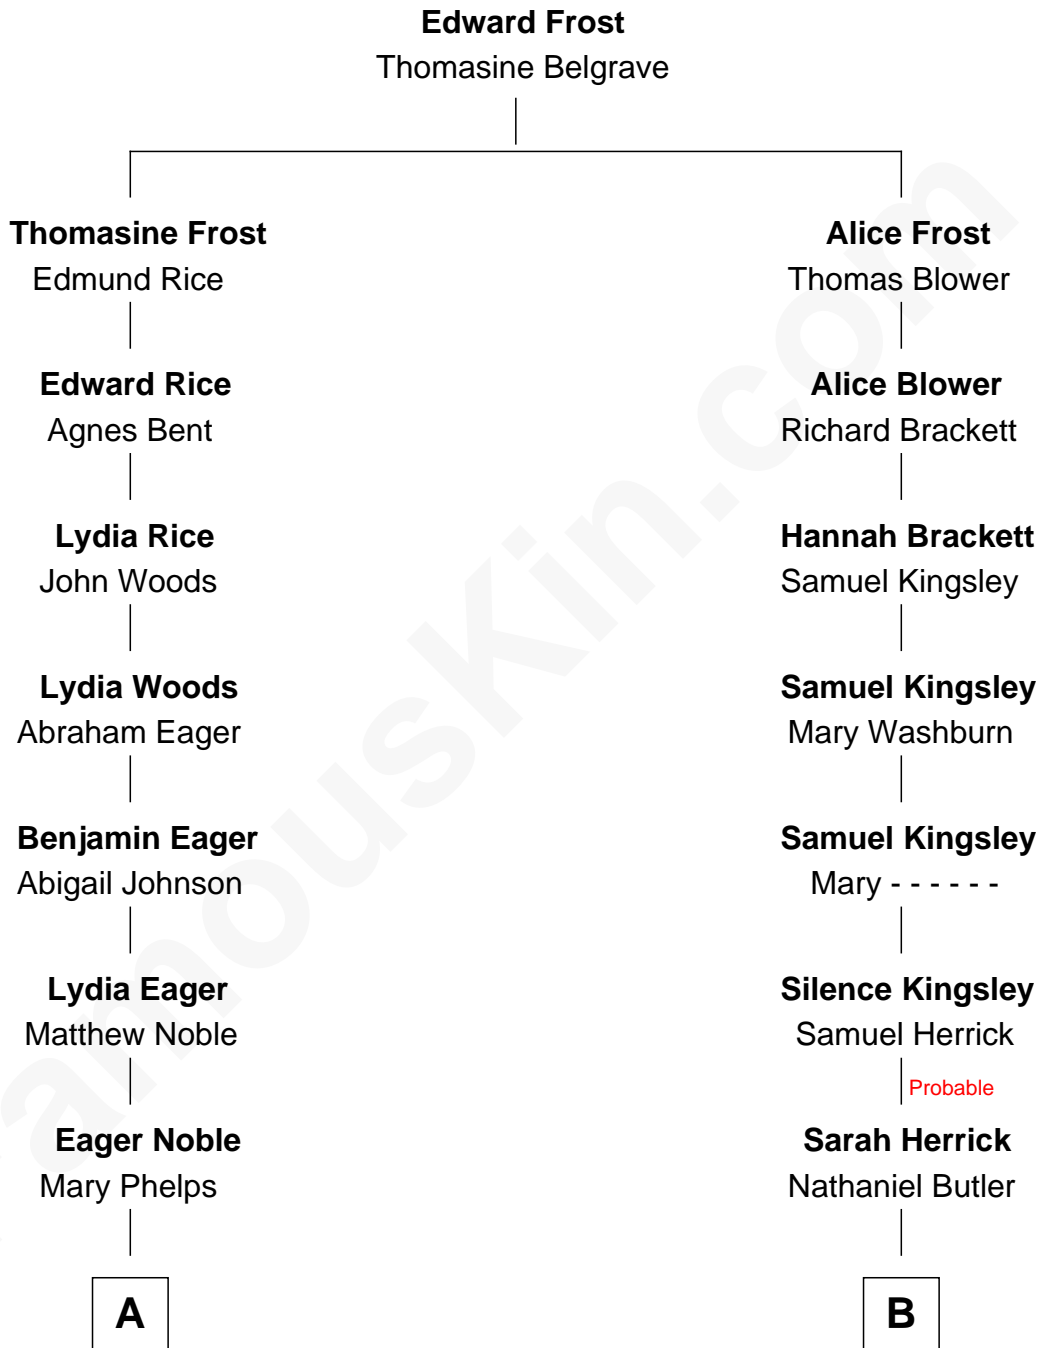 Edward Frost
Thomasine Belgrave
Thomasine Frost
Edmund Rice
Alice Frost
Thomas Blower
Edward Rice
Agnes Bent
Alice Blower
Richard Brackett
Lydia Rice
John Woods
Hannah Brackett
Samuel Kingsley
Lydia Woods
Abraham Eager
Samuel Kingsley
Mary Washburn
Benjamin Eager
Abigail Johnson
Samuel Kingsley
Mary - - - - - -
Lydia Eager
Matthew Noble
Silence Kingsley
Samuel Herrick
Probable
Eager Noble
Mary Phelps
Sarah Herrick
Nathaniel Butler
A
B
amouskin.com